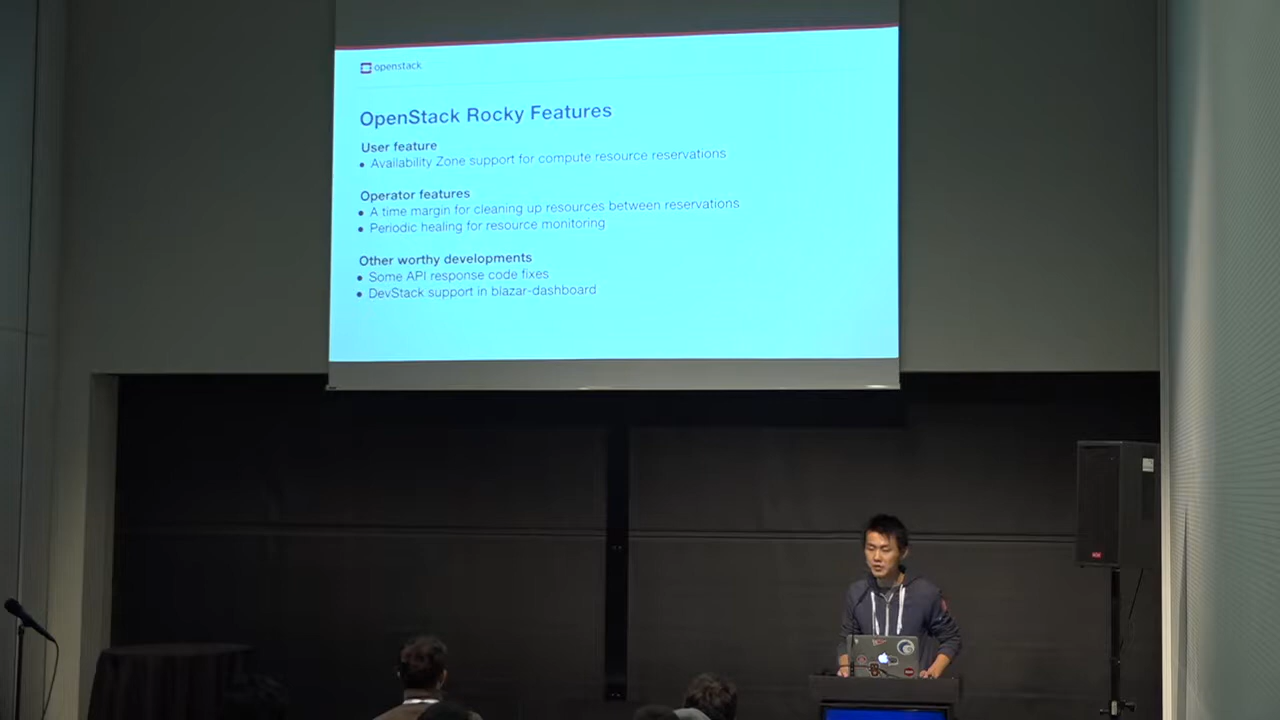 openstack
OpenStack Rocky Features
User feature
• Availability Zone support for compute resource reservations
Operator features
• A time margin for cleaning up resources between reservations
• Periodic healing for resource monitoring
Other worthy developments
• Some API response code fixes
• DevStack support in blazar-dashboard